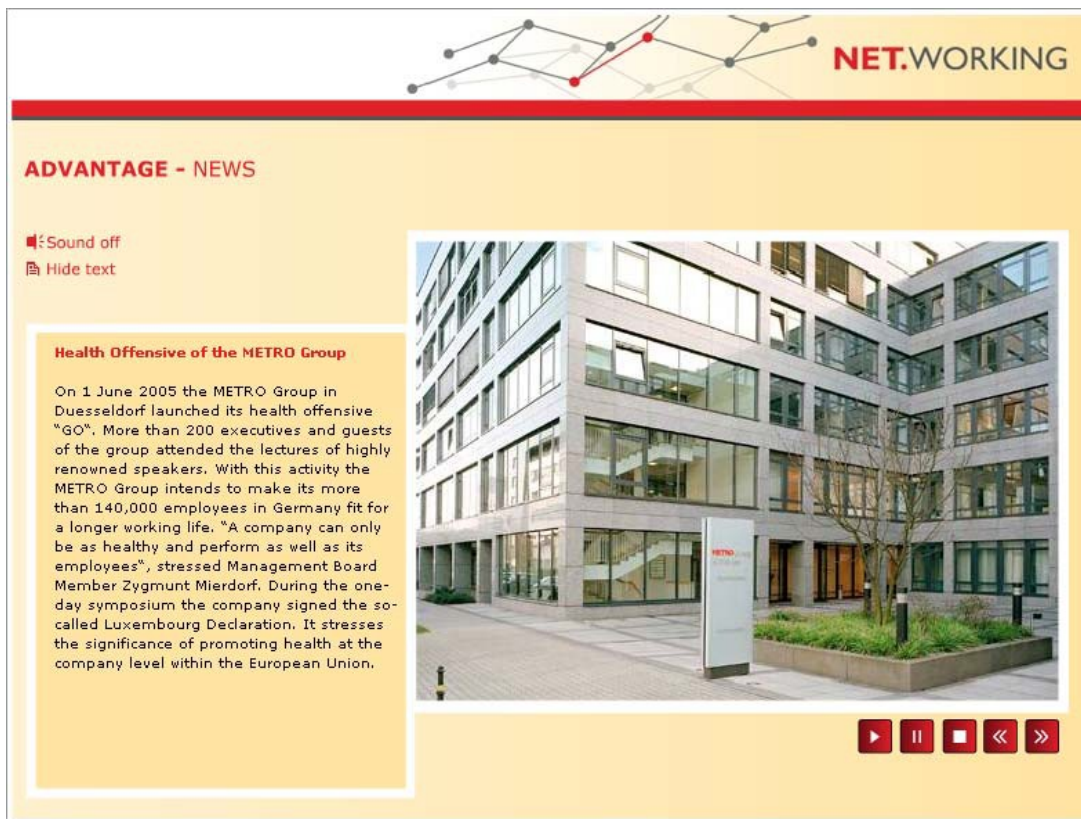 NET.WORKING
ADVANTAGE - NEWS
Sound off
Hide text
Health Offensive of the METRO Group
On 1 June 2005 the METRO Group in
Duesseldorf launched its health offensive
"GO". More than 200 executives and guests
of the group attended the lectures of highly
renowned speakers. With this activity the
METRO Group intends to make its more
than 140,000 employees in Germany fit for
a longer working life. "A company can only
be as healthy and perform as well as its
employees", stressed Management Board
Member Zygmunt Mierdorf. During the one-
day symposium the company signed the so-
called Luxembourg Declaration. It stresses
the significance of promoting health at the
company level within the European Union.
METRO